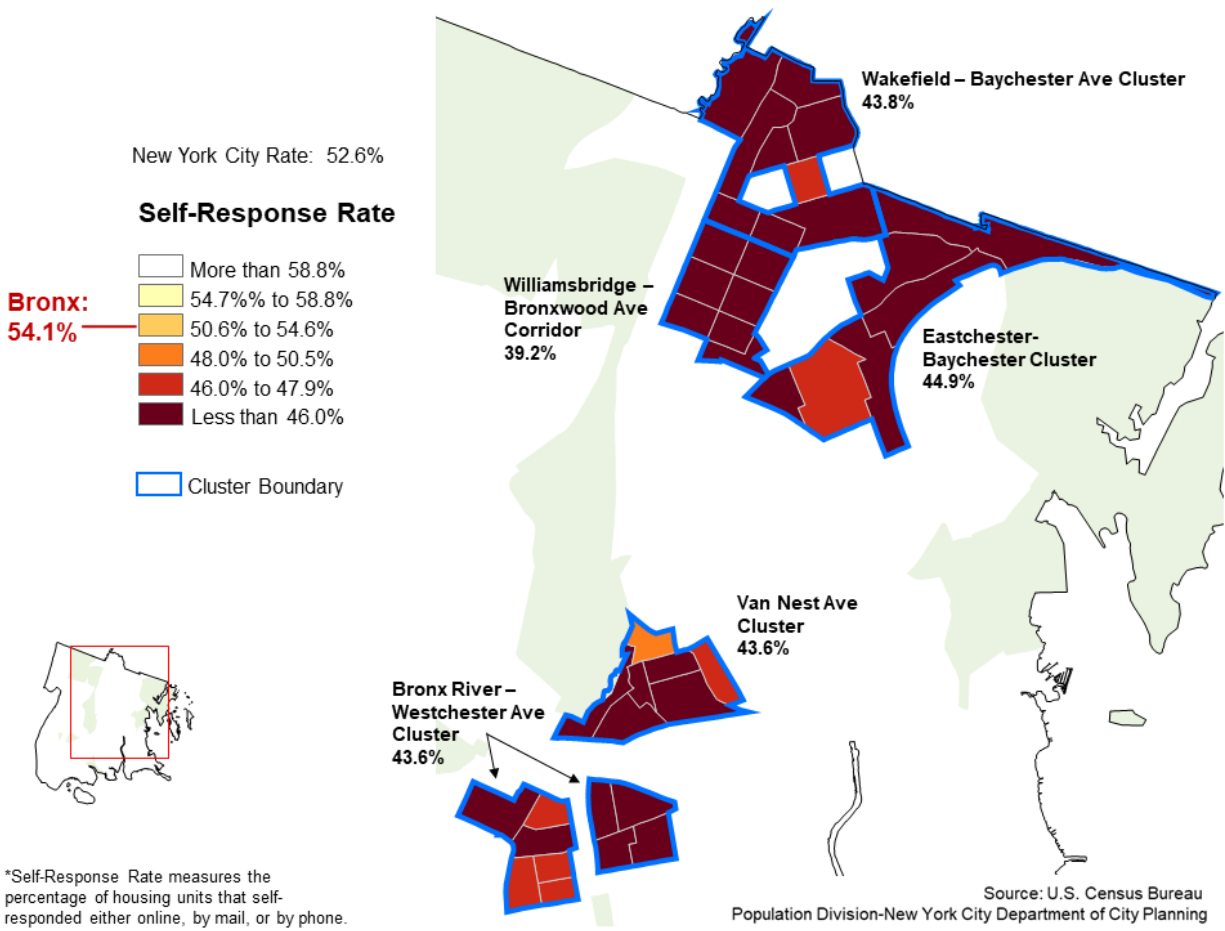 Wakefield – Baychester Ave Cluster
43.8%
New York City Rate: 52.6%
Self-Response Rate
More than 58.8%
54.7%% to 58.8%
50.6% to 54.6%
48.0% to 50.5%
46.0% to 47.9%
Less than 46.0%
Cluster Boundary
Bronx:
54.1%
Williamsbridge –
Bronxwood Ave
Corridor
39.2%
Eastchester-
Baychester Cluster
44.9%
Van Nest Ave
Cluster
43.6%
Bronx River –
Westchester Ave
Cluster
43.6%
*Self-Response Rate measures the
percentage of housing units that self-
responded either online, by mail, or by phone.
Source: U.S. Census Bureau
Population Division-New York City Department of City Planning